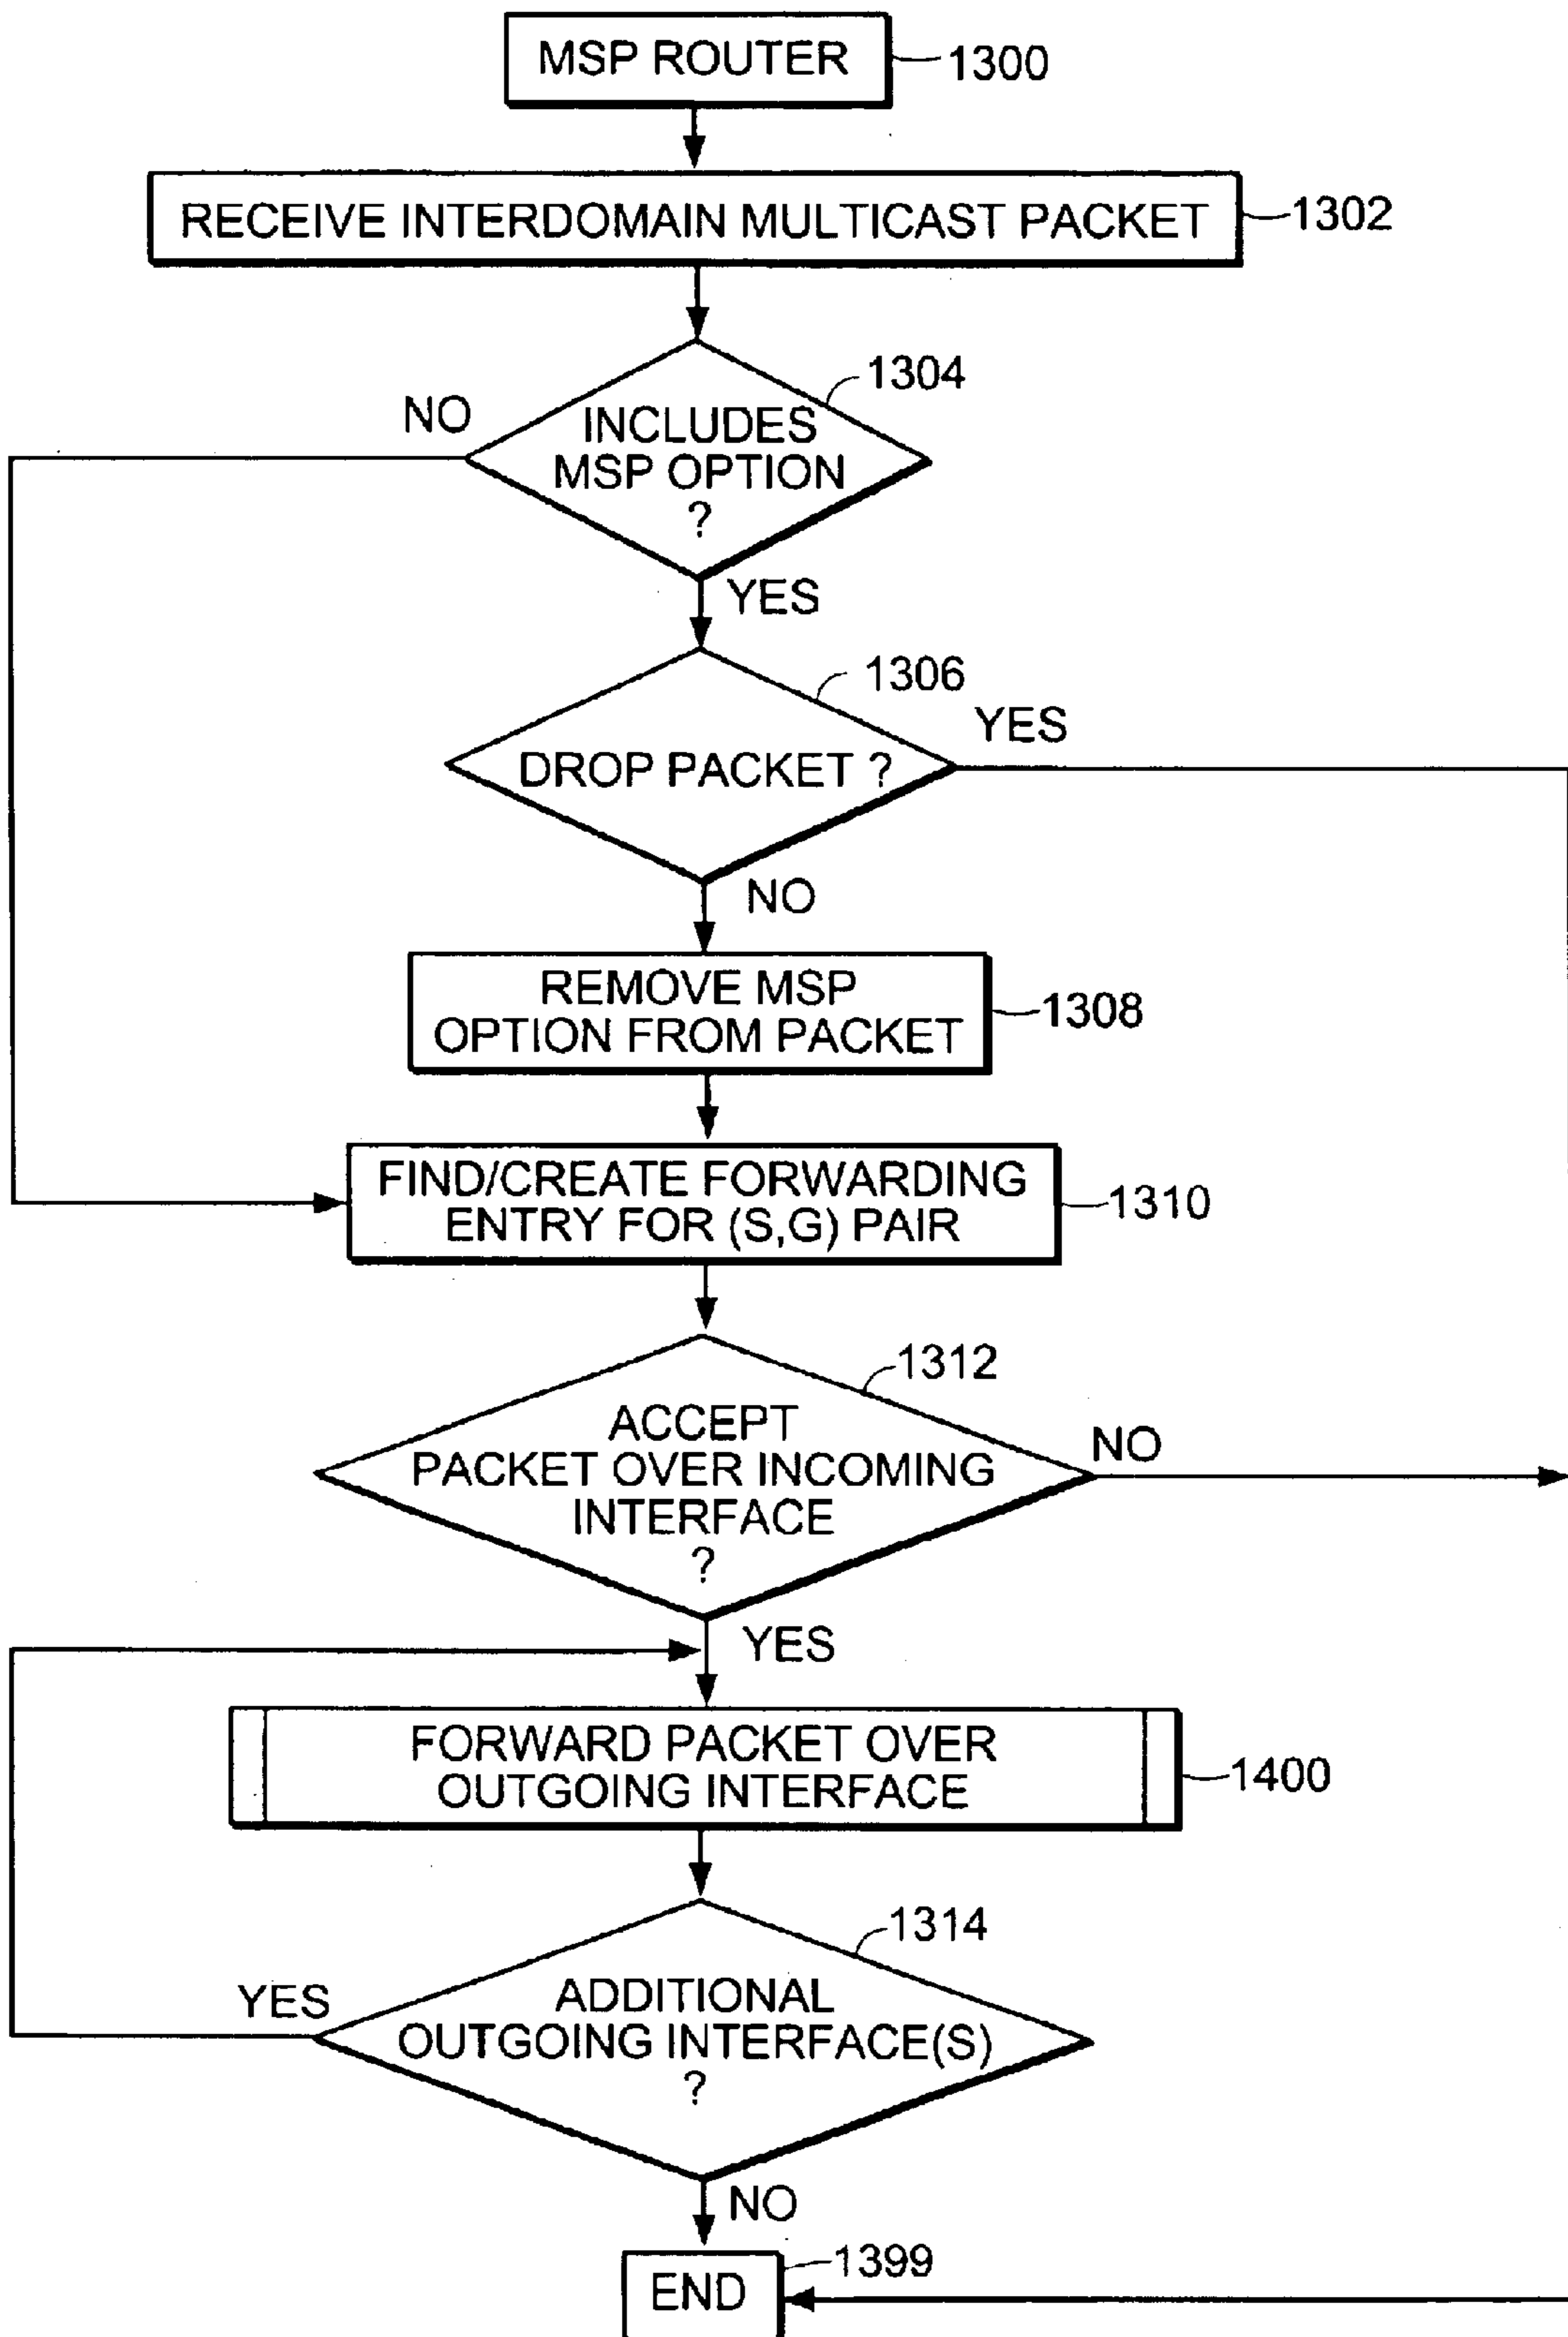 MSP ROUTER
1300
RECEIVE INTERDOMAIN MULTICAST PACKET
1302
1304
NO
INCLUDES
MSP OPTION
?
YES
1306
YES
DROP PACKET ?
NO
REMOVE MSP
OPTION FROM PACKET
1308
FIND/CREATE FORWARDING
ENTRY FOR (S,G) PAIR
1310
1312
ACCEPT
PACKET OVER INCOMING
INTERFACE
?
NO
YES
FORWARD PACKET OVER
OUTGOING INTERFACE
1400
1314
YES
ADDITIONAL
OUTGOING INTERFACE(S)
?
NO
1399
END